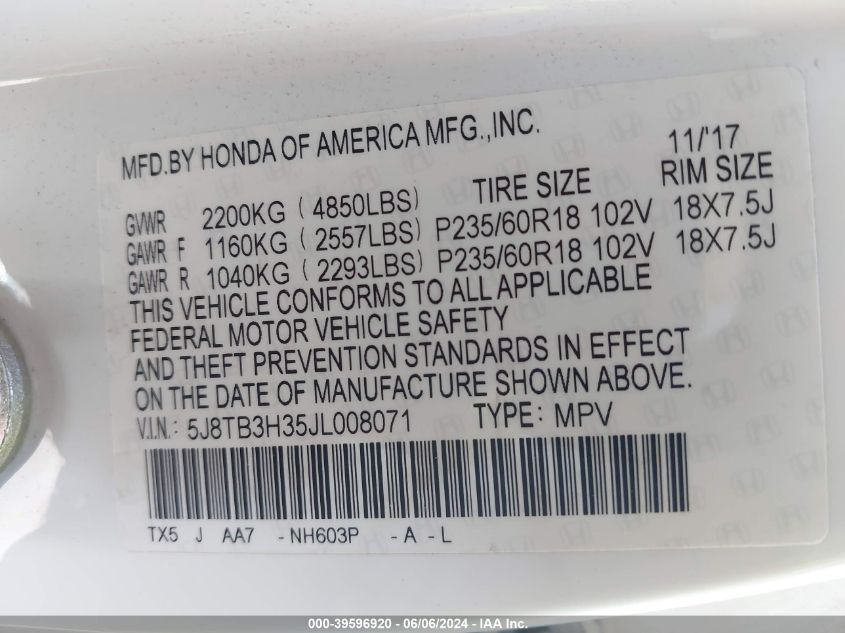 MFD.BY HONDA OF AMERICA MFG.,INC. 11/'17
GVWR 2200KG (4850LBS) TIRE SIZE RIM SIZE
GAWR F 1160KG (2557LBS) P235/60R18 102V 18X7.5J
GAWR R 1040KG (2293LBS) P235/60R18 102V 18X7.5J
THIS VEHICLE CONFORMS TO ALL APPLICABLE
FEDERAL MOTOR VEHICLE SAFETY
AND THEFT PREVENTION STANDARDS IN EFFECT
ON THE DATE OF MANUFACTURE SHOWN ABOVE.
V.I.N.: 5J8TB3H35JL008071 TYPE: MPV
TX5 J AA7 -NH603P -A -L
000-39596920 - 06/06/2024 - IAA Inc.